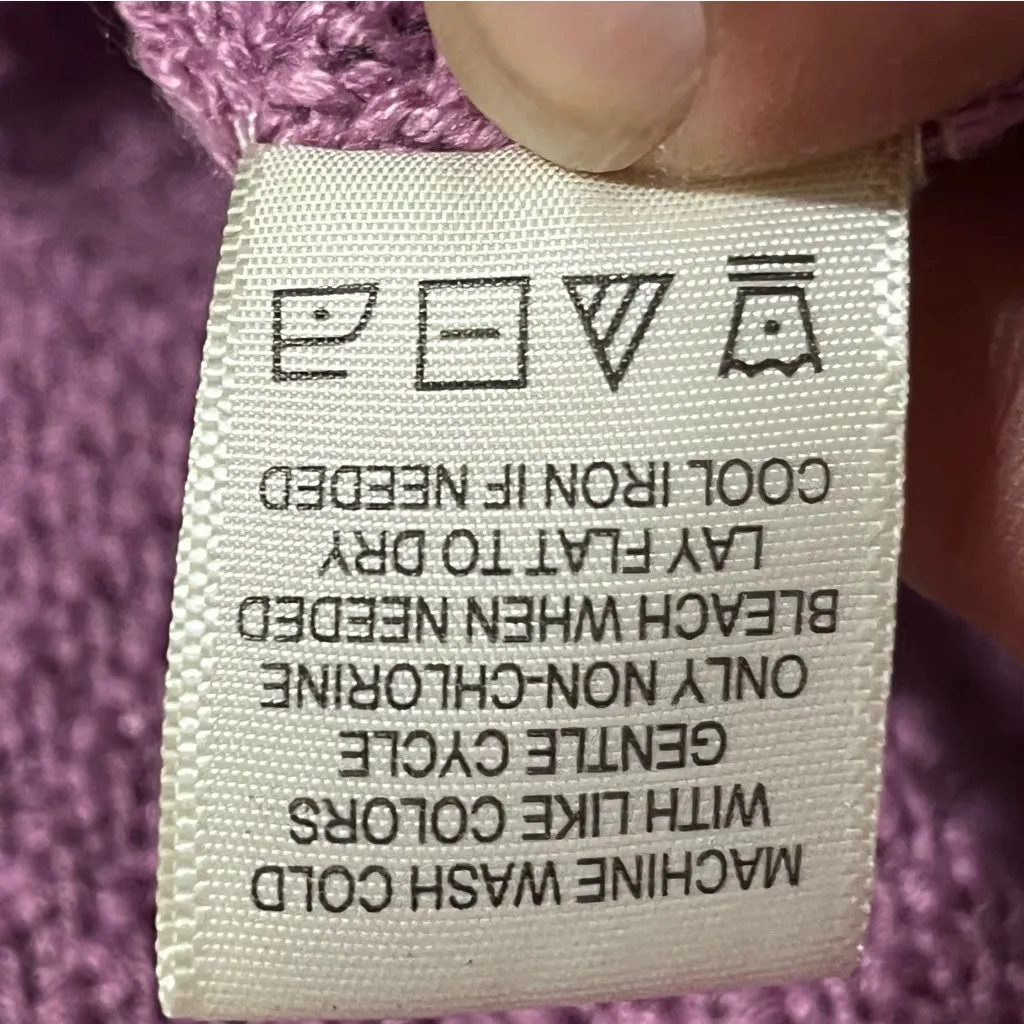 MACHINE WASH COLD
WITH LIKE COLORS
GENTLE CYCLE
ONLY NON-CHLORINE
BLEACH WHEN NEEDED
LAY FLAT TO DRY
COOL IRON IF NEEDED